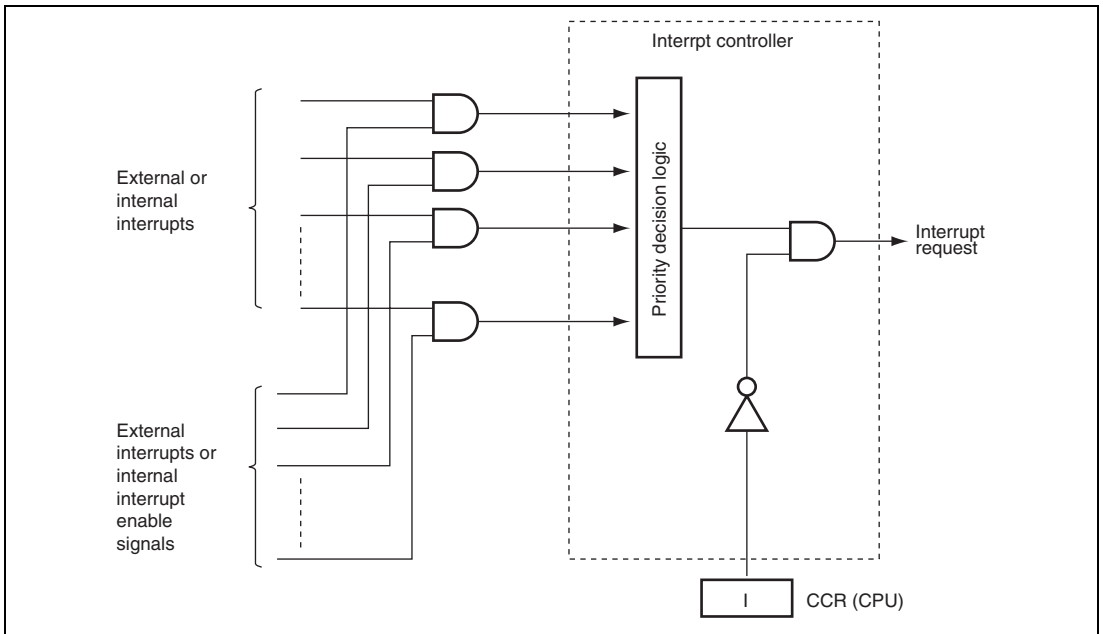 Interrpt controller
External or
internal
interrupts
Priority decision logic
Interrupt
request
External
interrupts or
internal
interrupt
enable
signals
I
CCR (CPU)